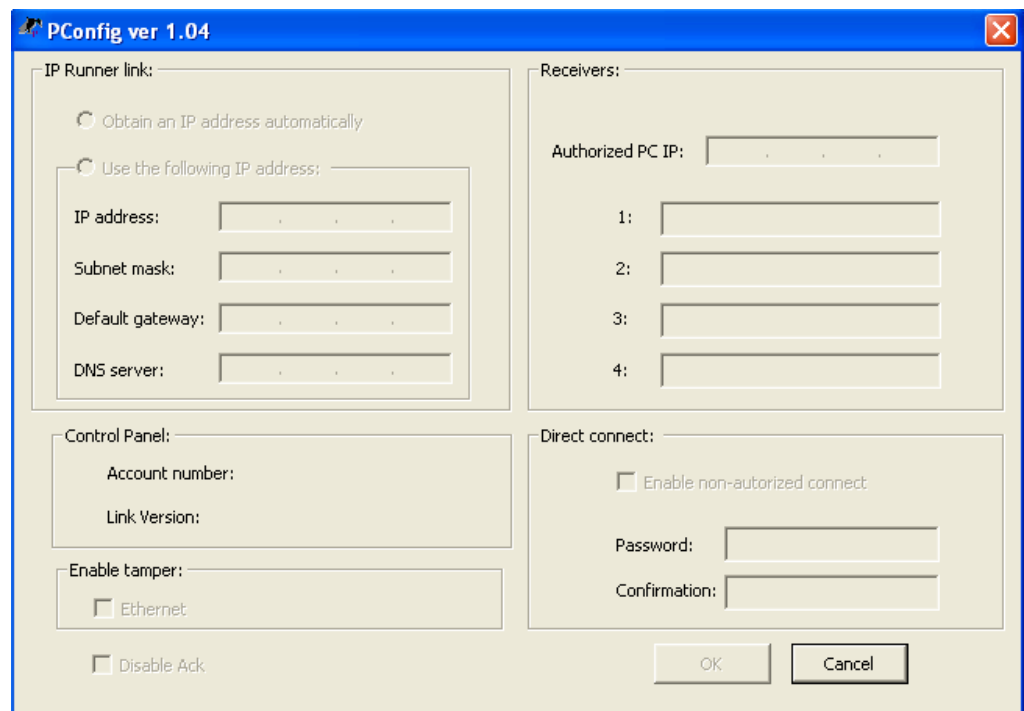 PConfig ver 1.04
IP Runner link:
Obtain an IP address automatically
Use the following IP address:
IP address:
Subnet mask:
Default gateway:
DNS server:
Receivers:
Authorized PC IP:
1:
2:
3:
4:
Control Panel:
Account number:
Link Version:
Enable tamper:
Ethernet
Disable Ack
Direct connect:
Enable non-autorized connect
Password:
Confirmation:
OK
Cancel